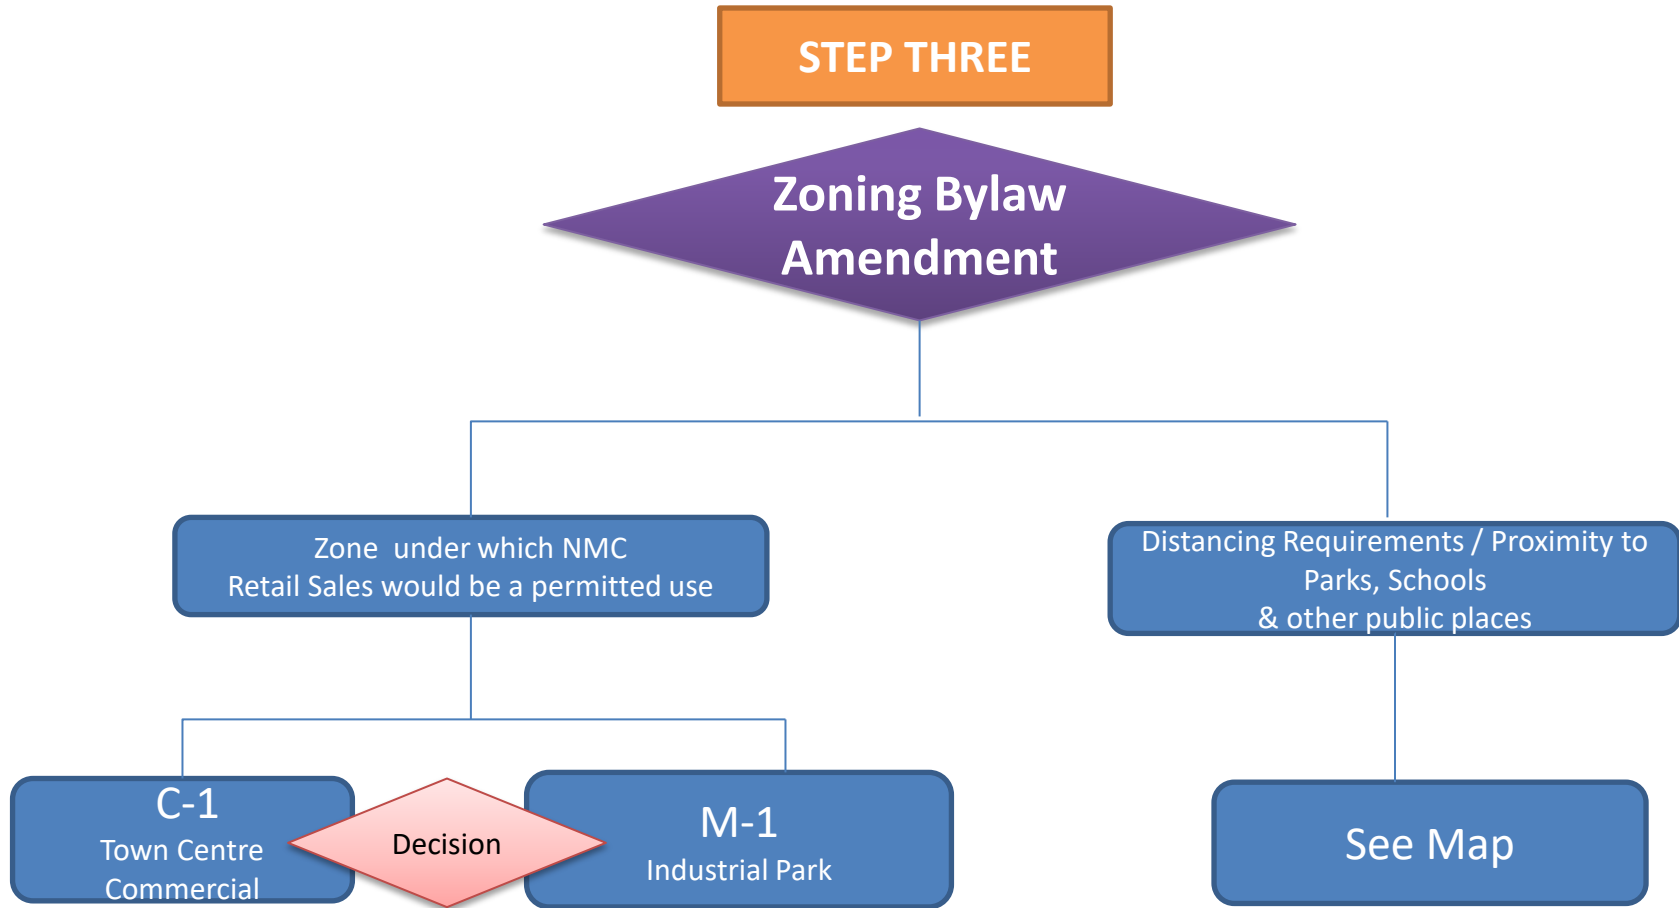 STEP THREE
Zoning Bylaw
Amendment
Zone  under which NMC
Retail Sales would be a permitted use
Distancing Requirements / Proximity to
Parks, Schools
& other public places
C-1
Town Centre
Commercial
Decision
M-1
Industrial Park
See Map